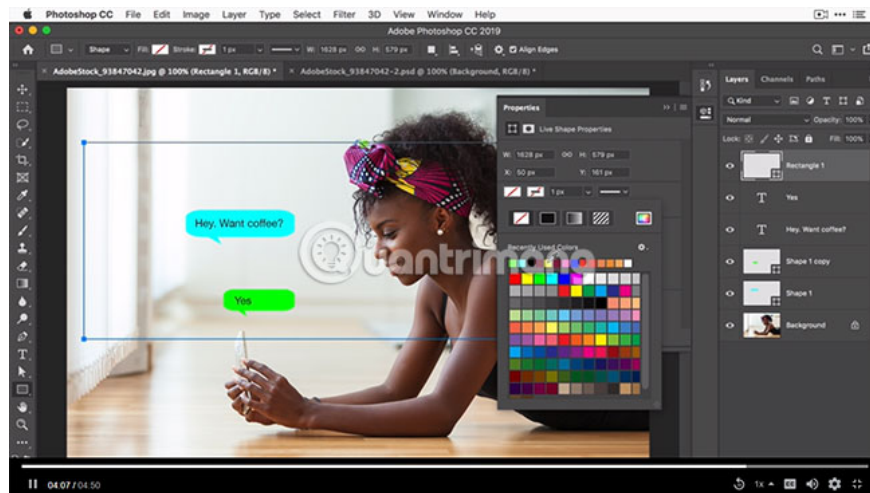 Photoshop CC File Edit Image Layer Type Select Filter 3D View Window Help
Adobe Photoshop CC 2019
Shape Fill: Stroke: 1 px W: 1628 px H: 579 px Align Edges
× AdobeStock_93847042.jpg @ 100% (Rectangle 1, RGB/8) * × AdobeStock_93847042-2.psd @ 100% (Background, RGB/8) *
Properties
Live Shape Properties
W: 1628 px H: 579 px
X: 50 px Y: 161 px
1 px
Recently Used Colors
Layers Channels Paths
Kind
Normal Opacity: 100%
Lock: Fill: 100%
Rectangle 1
T Yes
T Hey. Want coffee?
Shape 1 copy
Shape 1
Background
Hey. Want coffee?
Yes
Quantrimang
04:07 / 04:50
1x CC